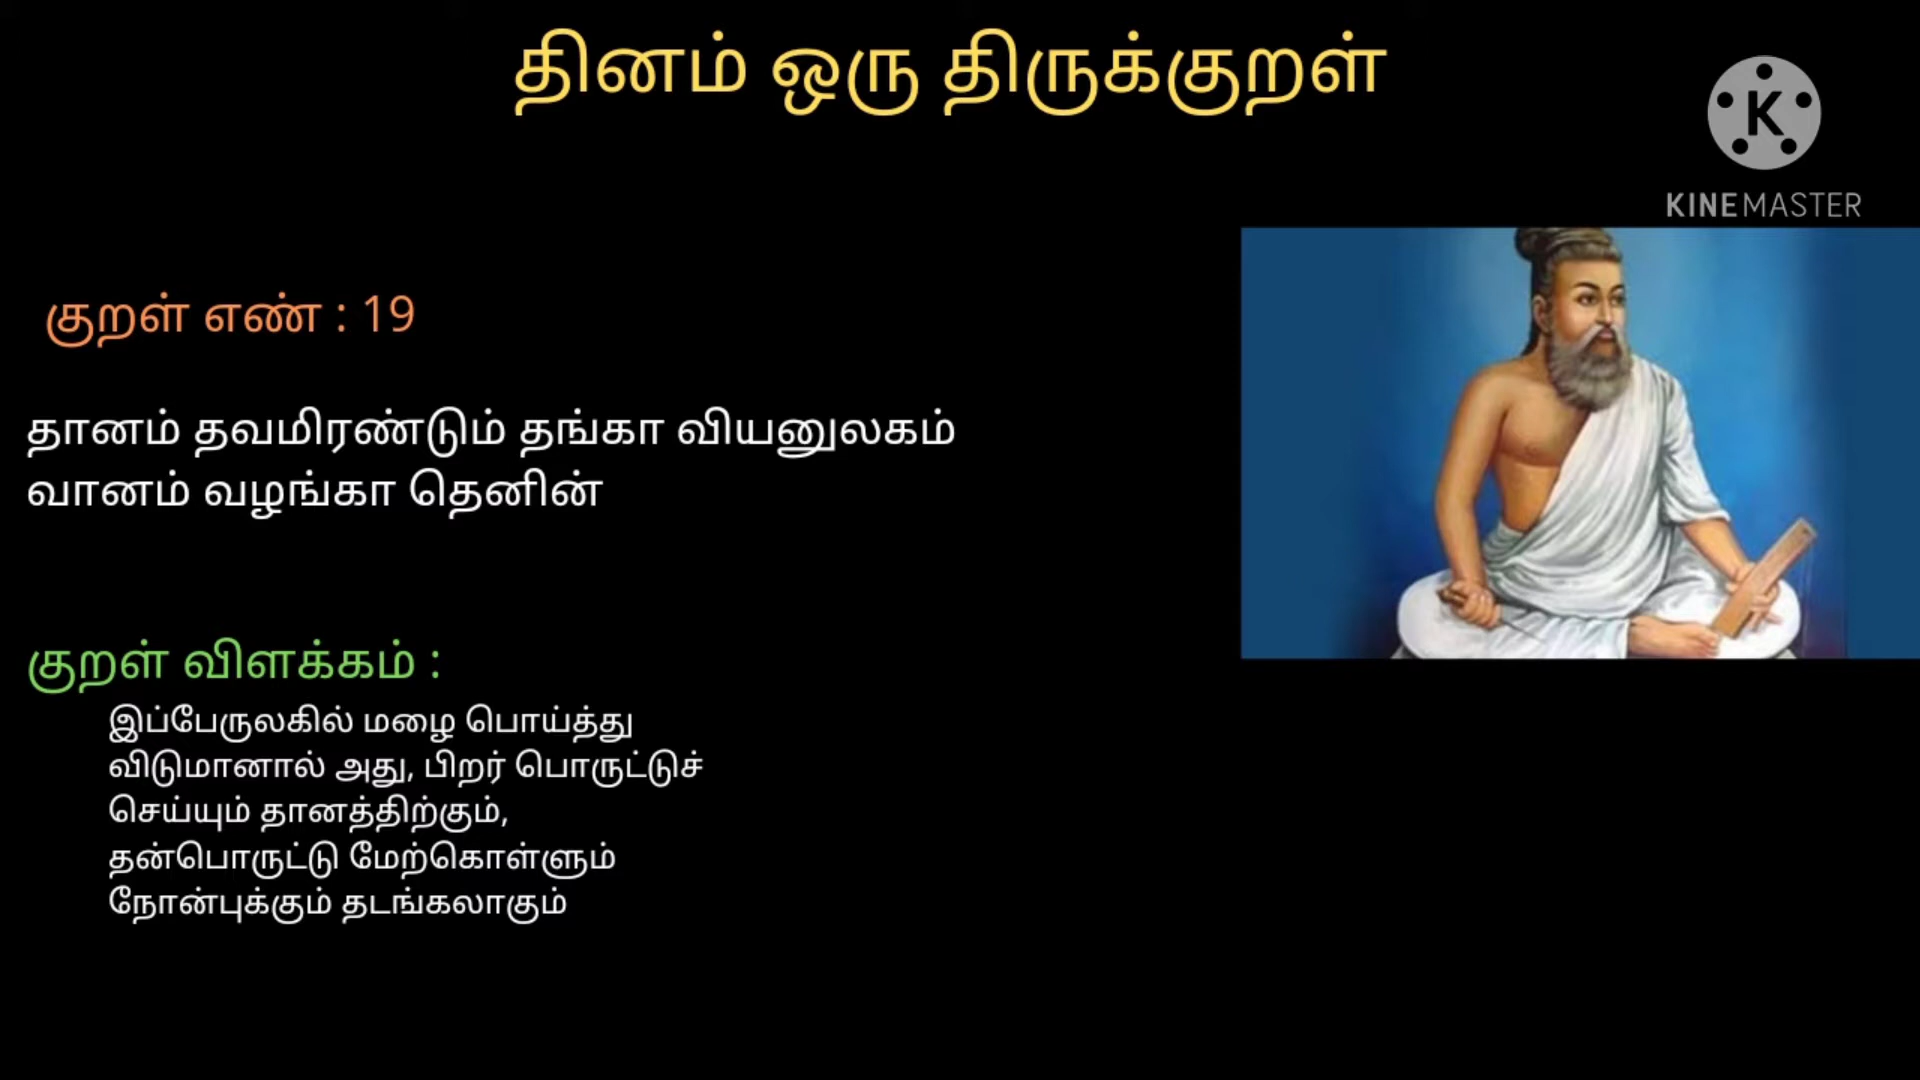 தினம் ஒரு திருக்குறள்
K
KINEMASTER
குறள் எண் : 19
தானம் தவமிரண்டும் தங்கா வியனுலகம்
வானம் வழங்கா தெனின்
குறள் விளக்கம் :
இப்பேருலகில் மழை பொய்த்து
விடுமானால் அது, பிறர் பொருட்டுச்
செய்யும் தானத்திற்கும்,
தன்பொருட்டு மேற்கொள்ளும்
நோன்புக்கும் தடங்கலாகும்